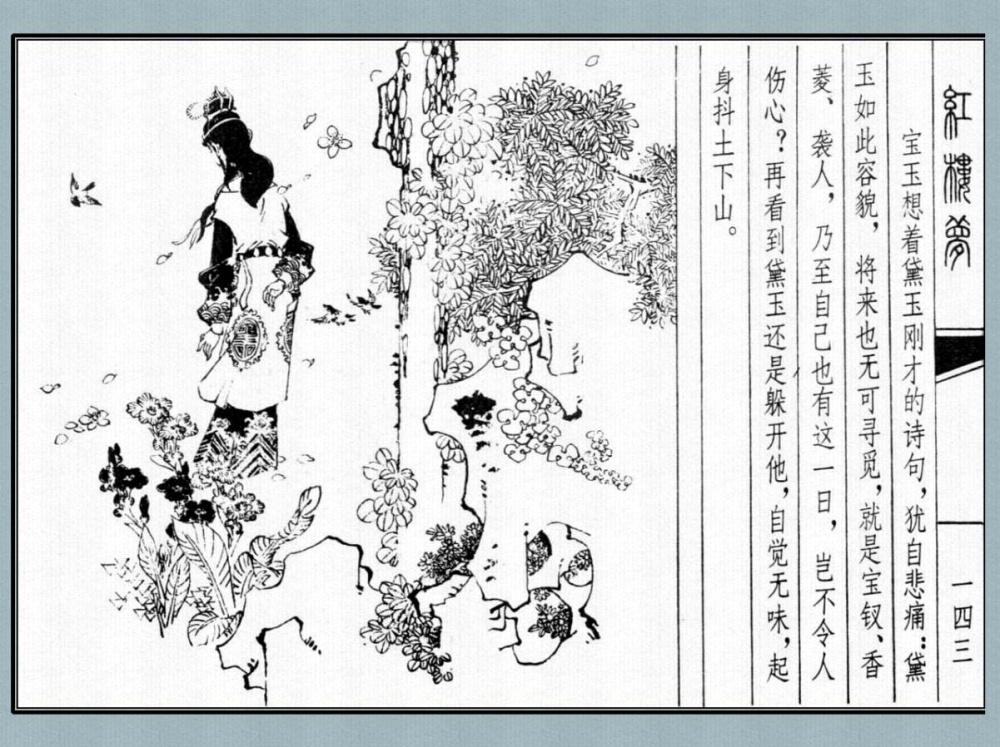 紅樓夢
一四三
宝玉想着黛玉刚才的诗句，犹自悲痛：黛
玉如此容貌，将来也无可寻觅，就是宝钗、香
菱、袭人，乃至自己也有这一日，岂不令人
伤心？再看到黛玉还是躲开他，自觉无味，起
身抖土下山。